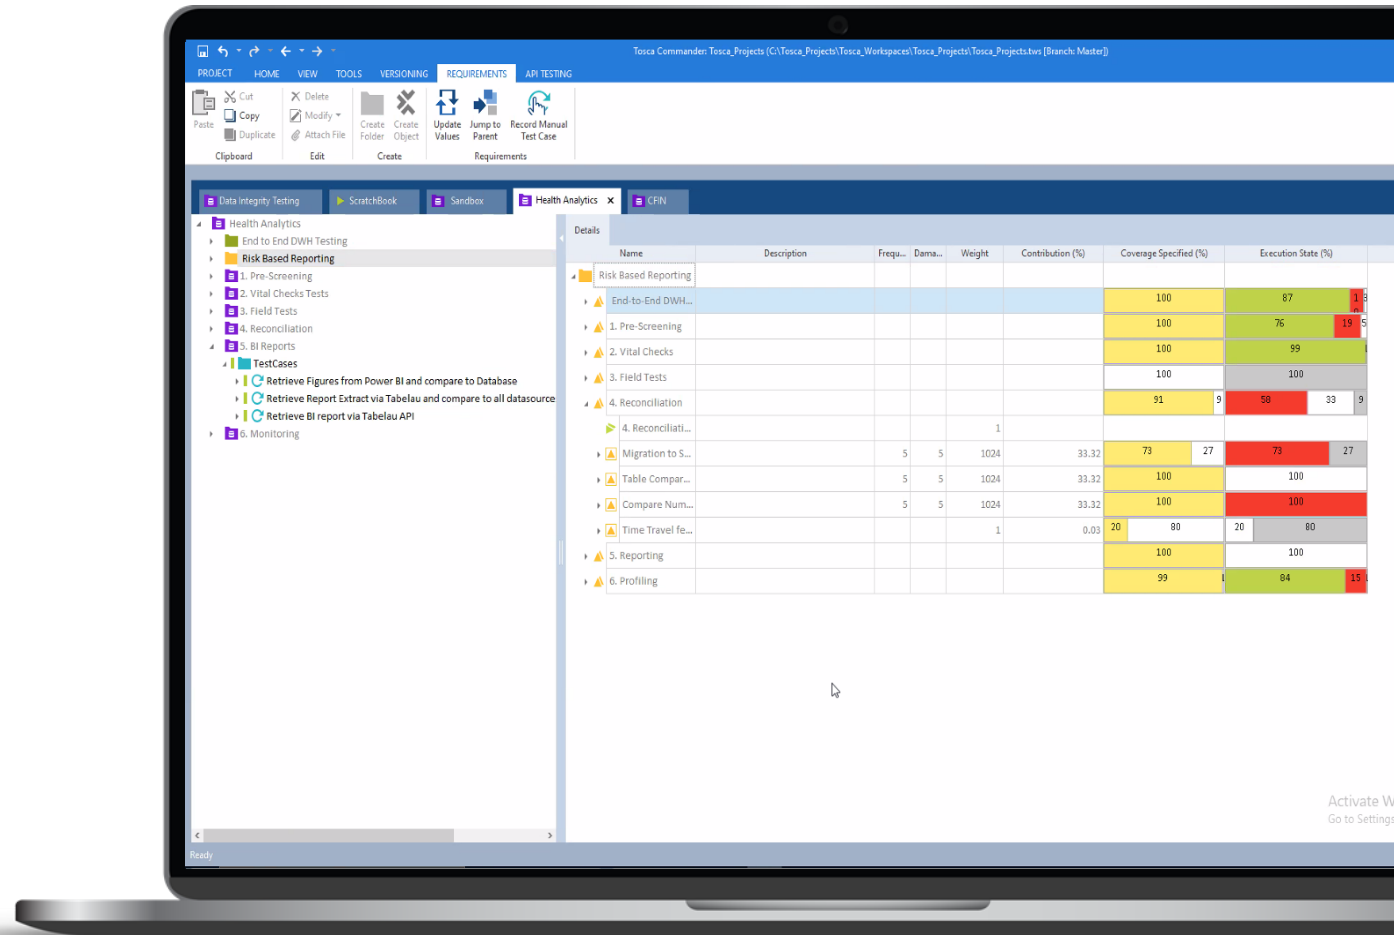 Tosca Commander: Tosca_Projects (C:\Tosca_Projects\Tosca_Workspaces\Tosca_Projects\Tosca_Projects.tws [Branch: Master])
PROJECT HOME VIEW TOOLS VERSIONING REQUIREMENTS API TESTING
Paste
Cut
Copy
Duplicate
Clipboard
Delete
Modify
Attach File
Edit
Create Folder
Create Object
Create
Update Values
Jump to Parent
Record Manual Test Case
Requirements
Data Integrity Testing ScratchBook Sandbox Health Analytics X CFIN
Health Analytics
End to End DWH Testing
Risk Based Reporting
1. Pre-Screening
2. Vital Checks Tests
3. Field Tests
4. Reconciliation
5. BI Reports
TestCases
Retrieve Figures from Power BI and compare to Database
Retrieve Report Extract via Tabelau and compare to all datasource
Retrieve BI report via Tabelau API
6. Monitoring
Details
Name Description Frequ... Dama... Weight Contribution (%) Coverage Specified (%) Execution State (%)
Risk Based Reporting
End-to-End DWH... 100 87
1. Pre-Screening 100 76 19 5
2. Vital Checks 100 99
3. Field Tests 100 100
4. Reconciliation 91 9 58 33 9
4. Reconciliati... 1
Migration to S... 5 5 1024 33.32 73 27 73 27
Table Compar... 5 5 1024 33.32 100 100
Compare Num... 5 5 1024 33.32 100 100
Time Travel fe... 1 0.03 20 80 20 80
5. Reporting 100 100
6. Profiling 99 84 15
Activate W
Go to Settings
Ready